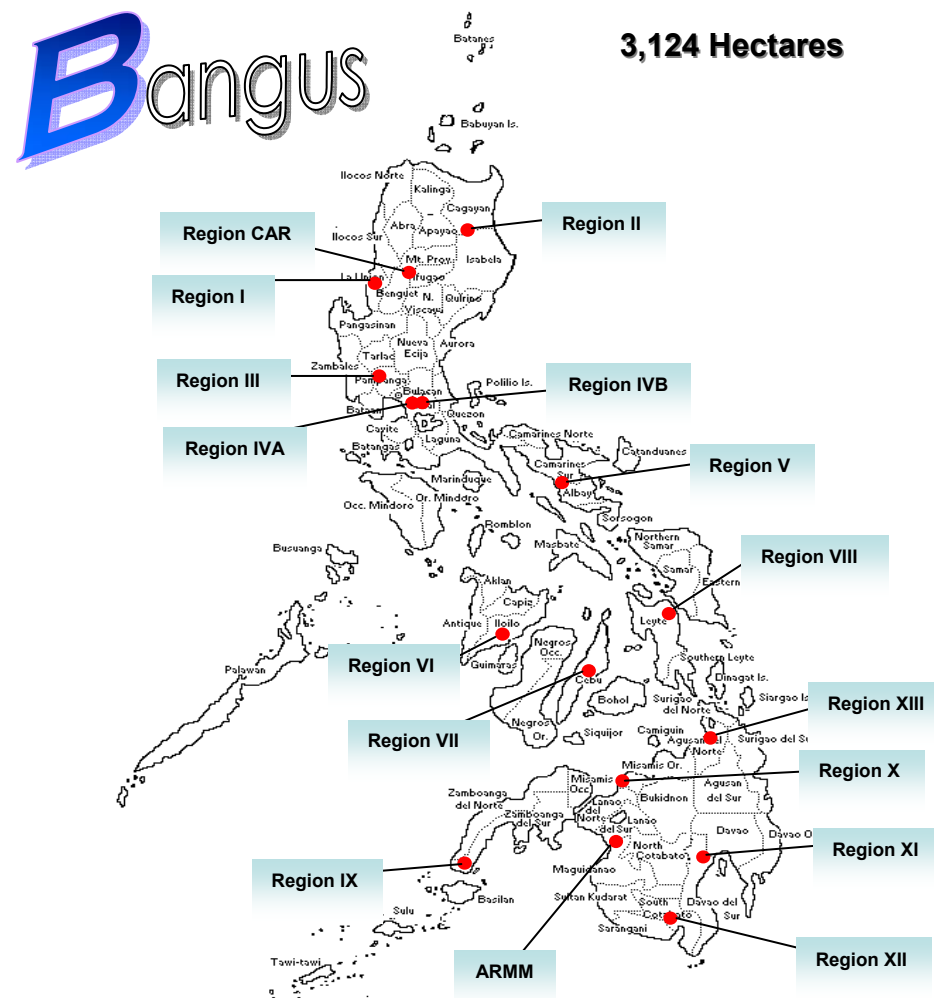 Bangus
3,124 Hectares
Batanes
Babuyan Is.
Ilocos Norte
Kalinga
Cagayan
Region II
Region CAR
Abra
Apayao
Ilocos Sur
Mt. Prov.
Isabela
Ifugao
La Union
Region I
Benguet
N.
Viscaya
Quirino
Pangasinan
Nueva
Ecija
Aurora
Tarlac
Zambales
Region III
Pampanga
Polilio Is.
Region IVB
Bulacan
Bataan
Quezon
Region IVA
Cavite
Laguna
Batangas
Camarines Norte
Catanduanes
Camarines
Sur
Region V
Albay
Marinduque
Or. Mindoro
Occ. Mindoro
Sorsogon
Romblon
Masbate
Northern
Samar
Busuanga
Samar
Region VIII
Eastern
Aklan
Capiz
Antique
Iloilo
Leyte
Negros
Occ.
Guimaras
Region VI
Palawan
Cebu
Southern Leyte
Dinagat Is.
Bohol
Surigao
del Norte
Siargao Is
Region XIII
Negros
Or.
Siquijor
Camiguin
Agusan del
Norte
Surigao del Su
Region VII
Misamis Or.
Region X
Misamis
Occ.
Zamboanga
del Norte
Bukidnon
Agusan
del Sur
Lanao
del
Norte
Zamboanga
del Sur
Lanao
del Sur
Davao
Davao O
North
Cotabato
Region XI
Maguidanao
Region IX
Basilan
Sultan Kudarat
South
Cotabato
Davao del
Sur
Sulu
Sarangani
Region XII
Tawi-tawi
ARMM